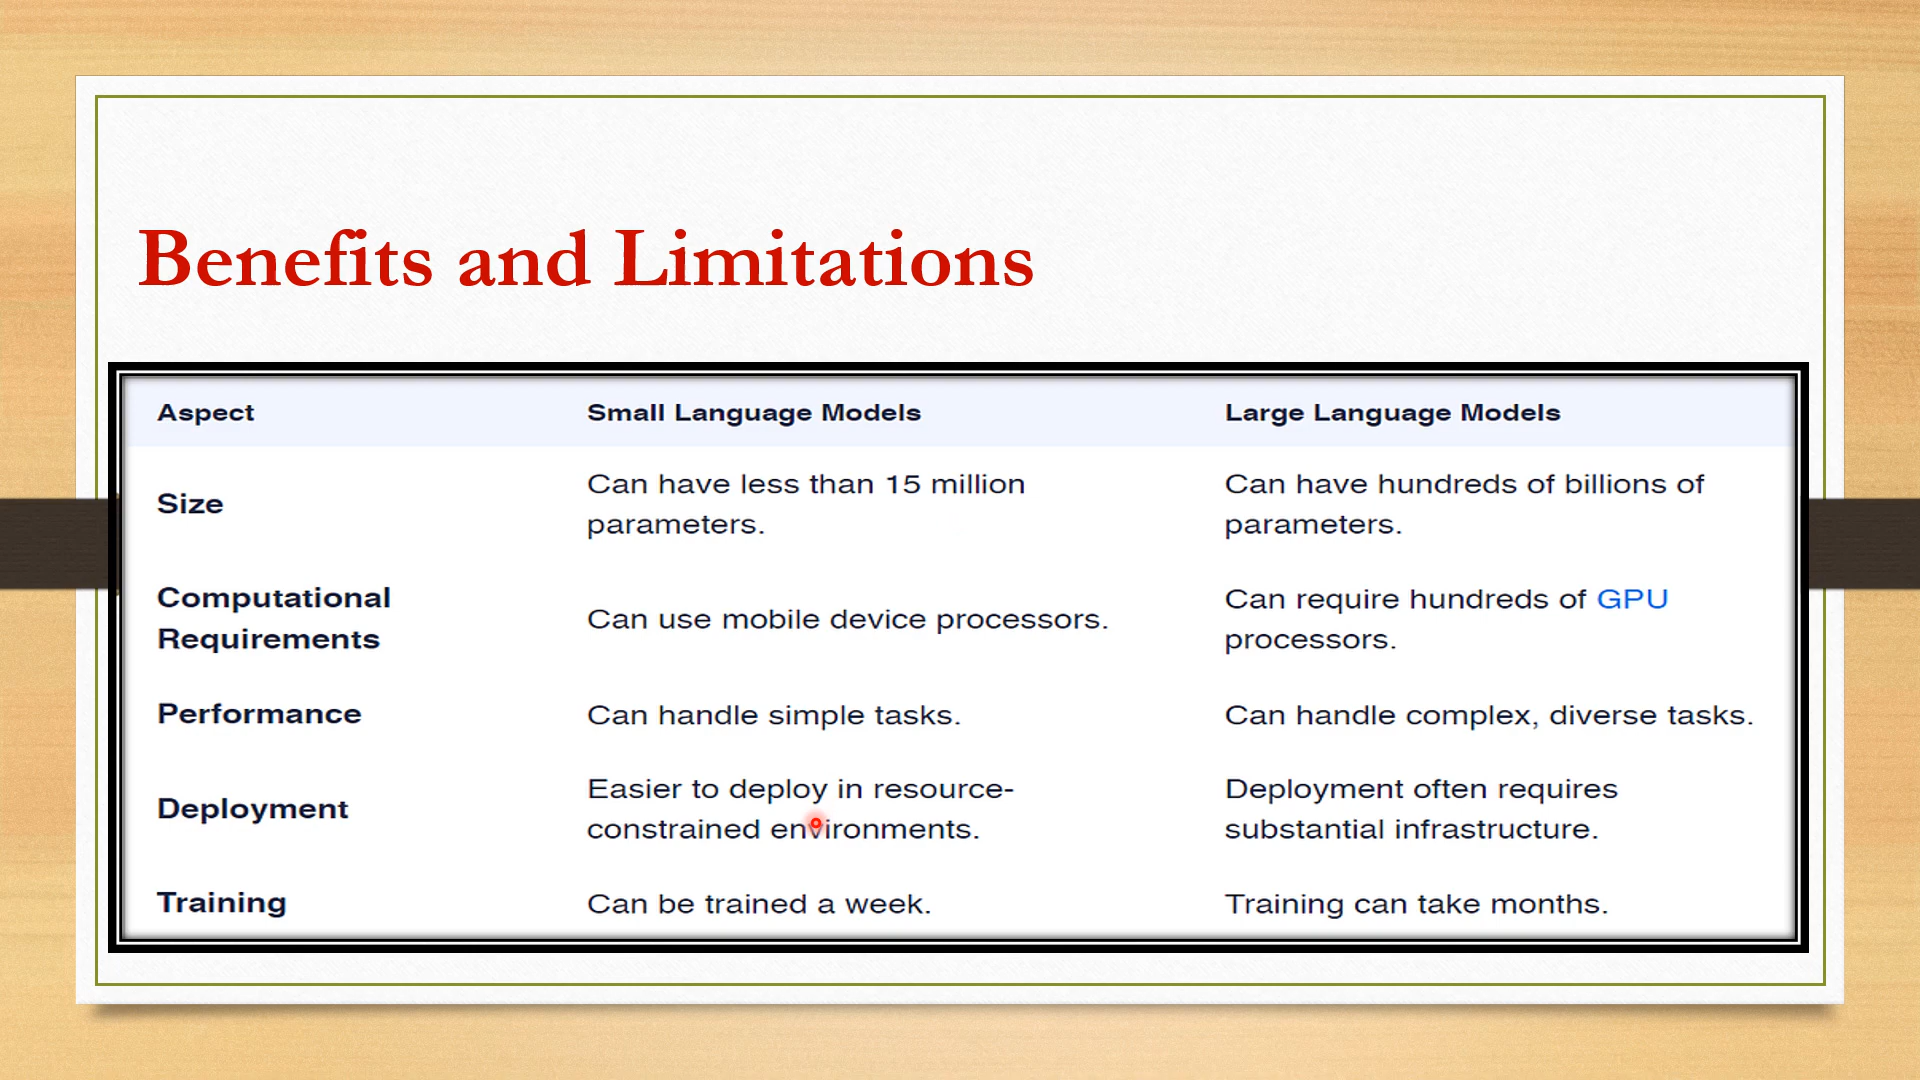 Benefits and Limitations
Aspect Small Language Models Large Language Models
Size
Can have less than 15 million
parameters.
Can have hundreds of billions of
parameters.
Computational
Requirements
Can use mobile device processors.
Can require hundreds of GPU
processors.
Performance Can handle simple tasks. Can handle complex, diverse tasks.
Deployment
Easier to deploy in resource-
constrained environments.
Deployment often requires
substantial infrastructure.
Training Can be trained a week. Training can take months.